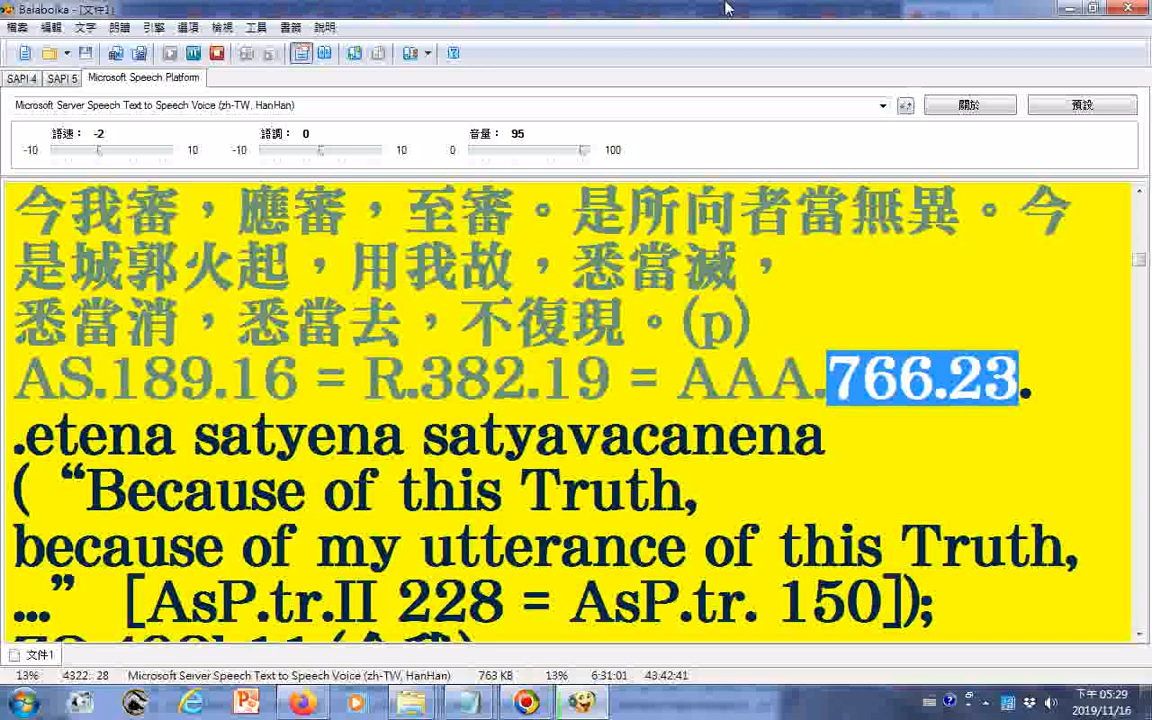 Balabolka - [文件1]
檔案 編輯 文字 朗讀 引擎 選項 檢視 工具 書籤 說明
SAPI 4 SAPI 5 Microsoft Speech Platform
Microsoft Server Speech Text to Speech Voice (zh-TW, HanHan) 關於 預設
語速: -2 語調: 0 音量: 95
-10 10 -10 10 0 100
今我審，應審，至審。是所向者當無異。今
是城郭火起，用我故，悉當滅，
悉當消，悉當去，不復現。(p)
AS.189.16 = R.382.19 = AAA.766.23.
.etena satyena satyavacanena
( “Because of this Truth,
because of my utterance of this Truth,
...” [AsP.tr.II 228 = AsP.tr. 150]);
文件1
13% 4322: 28 Microsoft Server Speech Text to Speech Voice (zh-TW, HanHan) 763 KB 13% 6:31:01 43:42:41
下午 05:29
2019/11/16